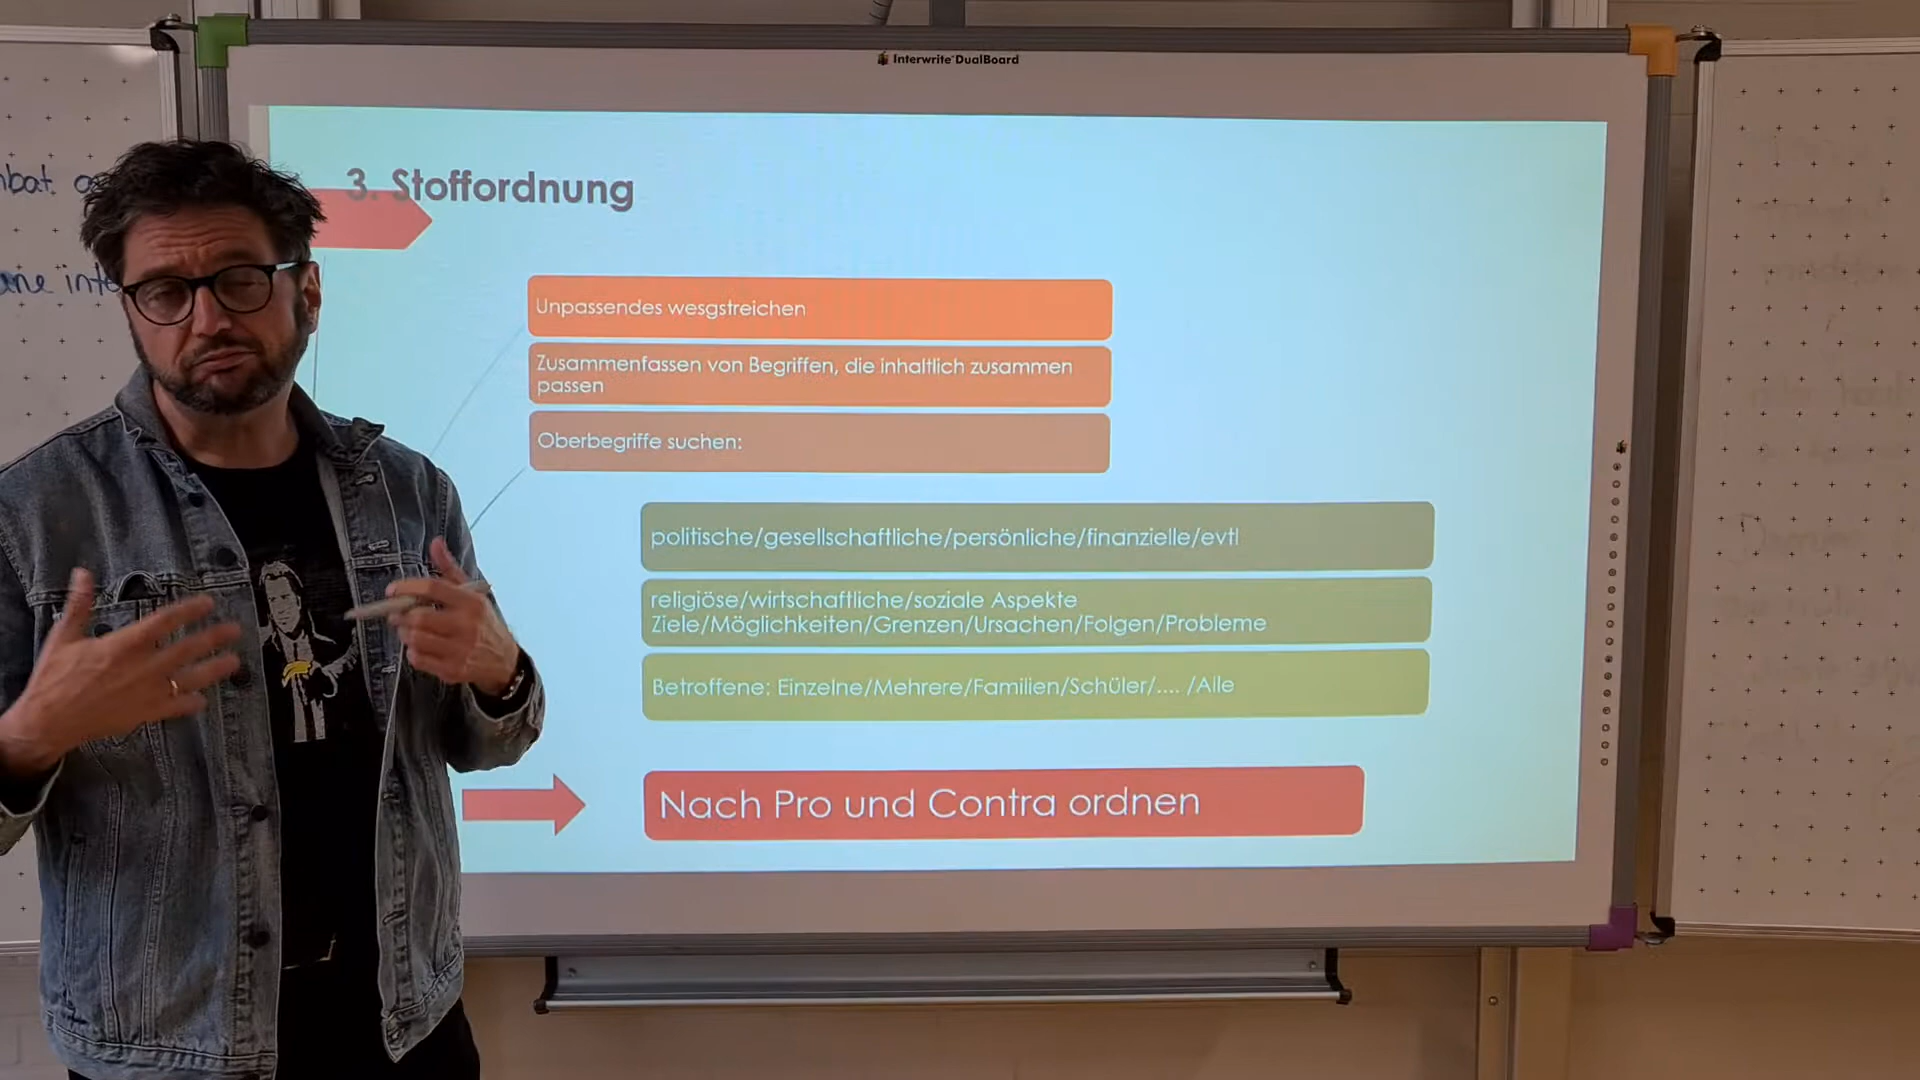 Interwrite DualBoard
3. Stoffordnung
Unpassendes wesgstreichen
Zusammenfassen von Begriffen, die inhaltlich zusammen
passen
Oberbegriffe suchen:
politische/gesellschaftliche/persönliche/finanzielle/evtl
religiöse/wirtschaftliche/soziale Aspekte
Ziele/Möglichkeiten/Grenzen/Ursachen/Folgen/Probleme
Betroffene: Einzelne/Mehrere/Familien/Schüler/.... /Alle
Nach Pro und Contra ordnen